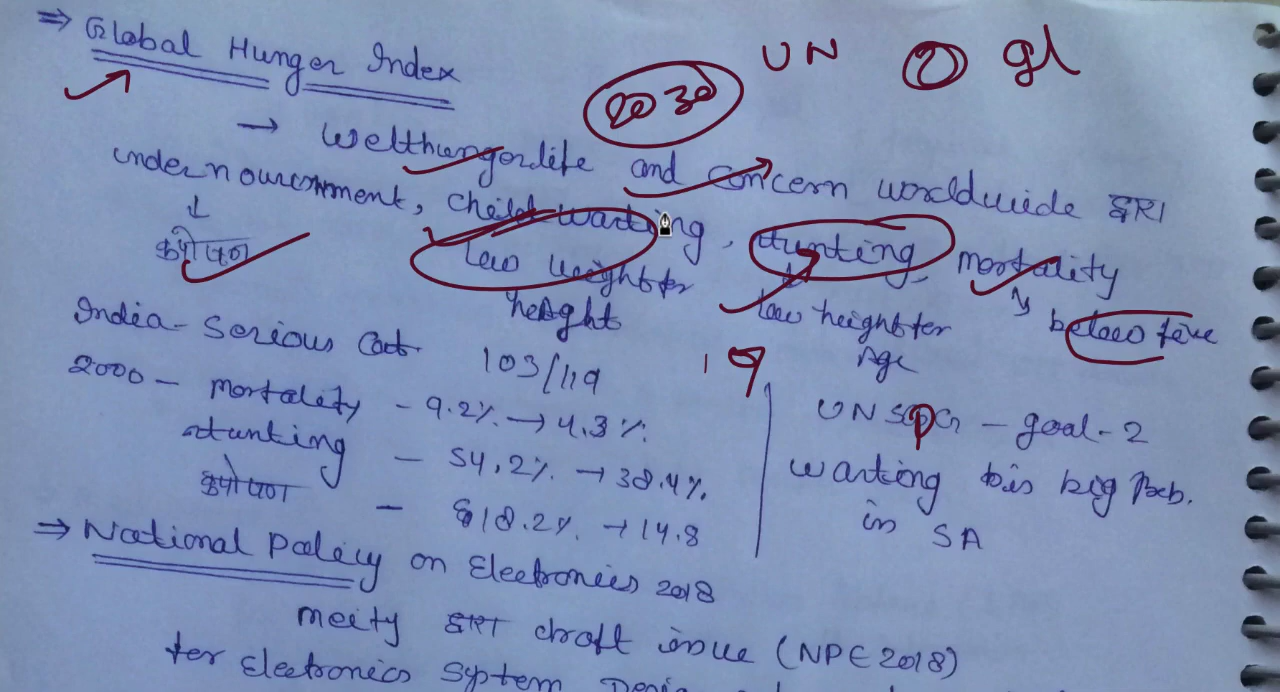 ⇒ Global Hunger Index
UN ② gl
2030
→ Welthungerlife and concern worldwide द्वारा
undernourishment, child wasting, stunting, mortality
↓ कुपोषण
low weight for height
low height for Age
↘ below five
India - Serious Cat. 103/119
19
2000 - mortality - 9.2% → 4.3%
stunting - 54.2% → 38.4%
कुपोषण - 18.2% → 14.8
UN SDG - goal-2
wasting is big Prob.
in SA
⇒ National Policy on Electronics 2018
meity द्वारा draft issue (NPE 2018)
for Electronics System Design